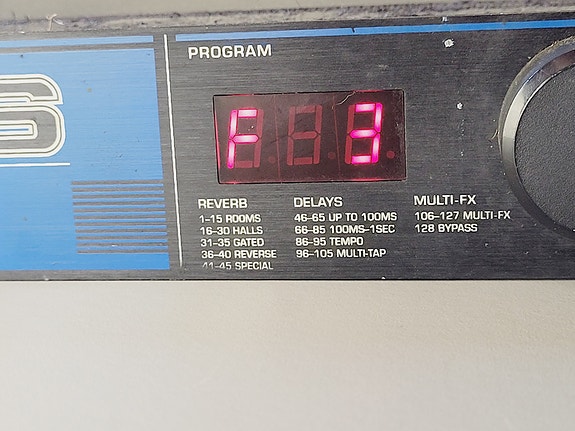 PROGRAM
6
F 3
REVERB
1–15 ROOMS
16–30 HALLS
31–35 GATED
36–40 REVERSE
41–45 SPECIAL
DELAYS
46–65 UP TO 100MS
66–85 100MS–1SEC
86–95 TEMPO
96–105 MULTI-TAP
MULTI-FX
106–127 MULTI-FX
128 BYPASS